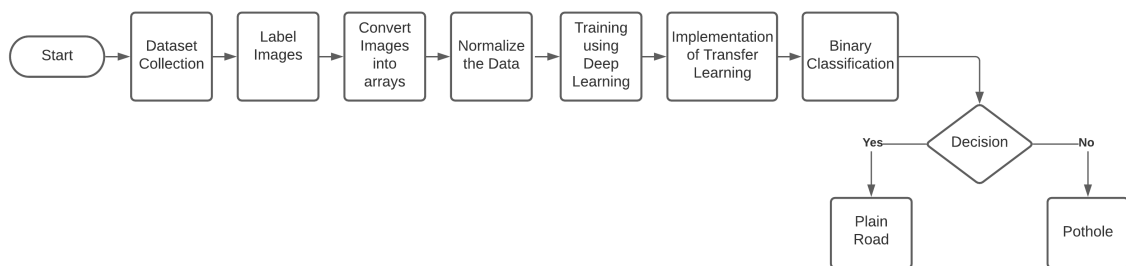 Start
Dataset
Collection
Label
Images
Convert
Images
into
arrays
Normalize
the Data
Training
using
Deep
Learning
Implementation
of Transfer
Learning
Binary
Classification
Decision
Yes
No
Plain
Road
Pothole